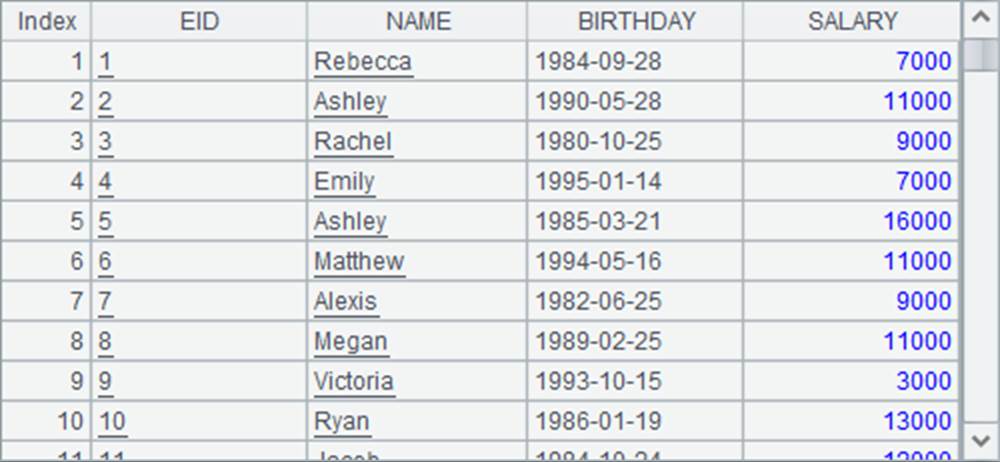 Index EID NAME BIRTHDAY SALARY
1 1 Rebecca 1984-09-28 7000
2 2 Ashley 1990-05-28 11000
3 3 Rachel 1980-10-25 9000
4 4 Emily 1995-01-14 7000
5 5 Ashley 1985-03-21 16000
6 6 Matthew 1994-05-16 11000
7 7 Alexis 1982-06-25 9000
8 8 Megan 1989-02-25 11000
9 9 Victoria 1993-10-15 3000
10 10 Ryan 1986-01-19 13000
11 11 Jacob